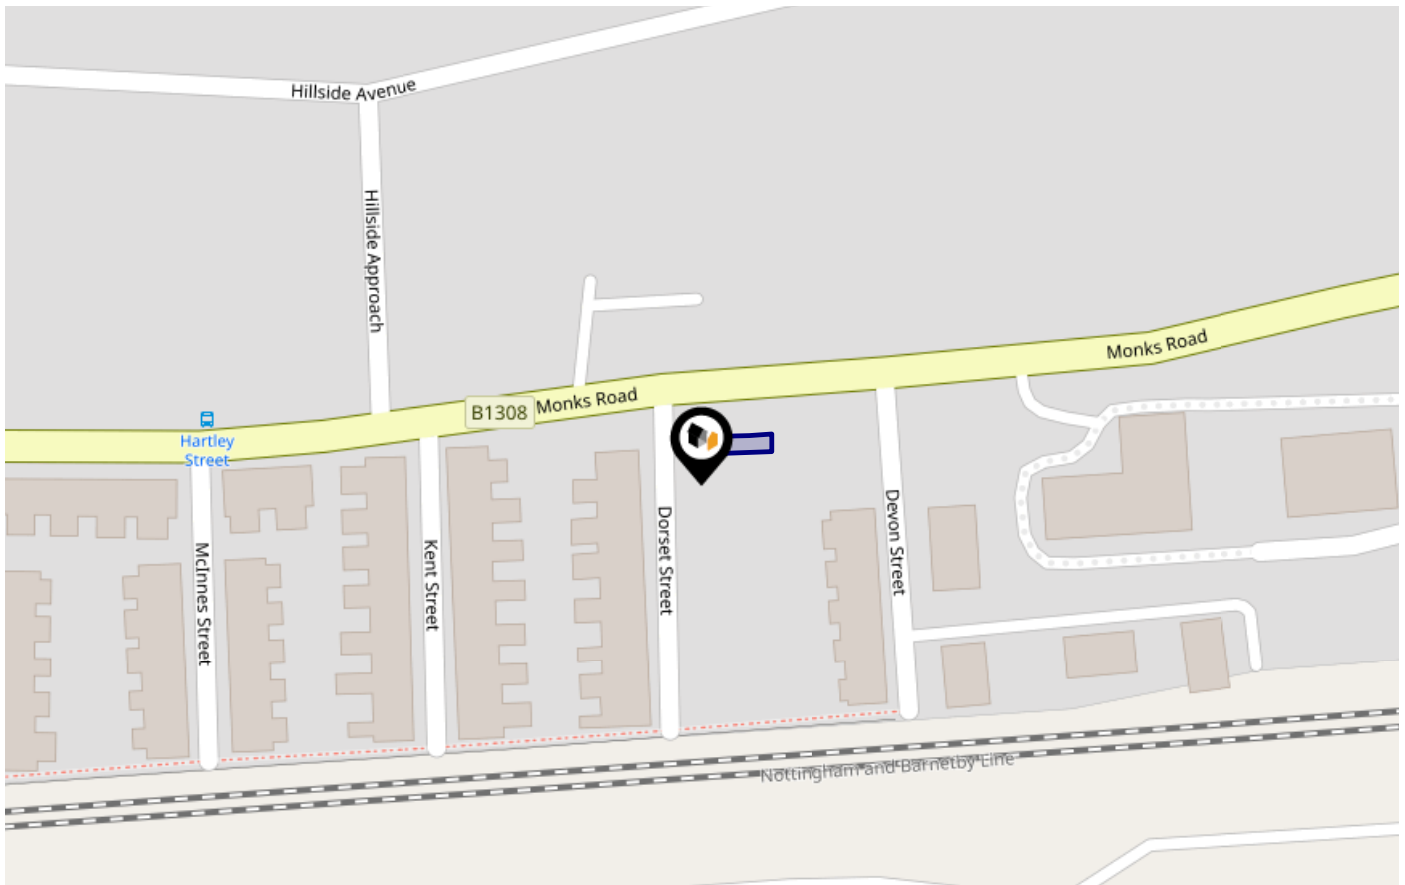 Hillside Avenue
Hillside Approach
Monks Road
B1308
Monks Road
Hartley
Street
McInnes Street
Kent Street
Dorset Street
Devon Street
Nottingham and Barnetby Line